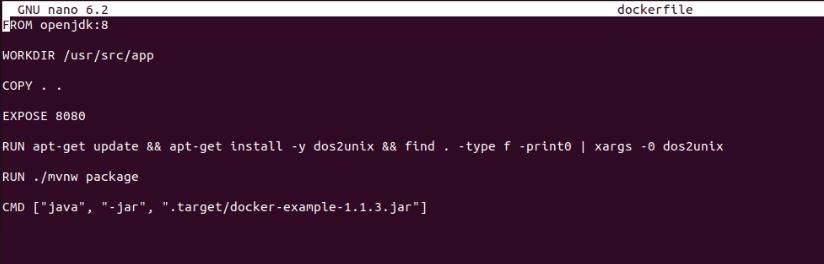 GNU nano 6.2 dockerfile
FROM openjdk:8
WORKDIR /usr/src/app
COPY . .
EXPOSE 8080
RUN apt-get update && apt-get install -y dos2unix && find . -type f -print0 | xargs -0 dos2unix
RUN ./mvnw package
CMD ["java", "-jar", ".target/docker-example-1.1.3.jar"]